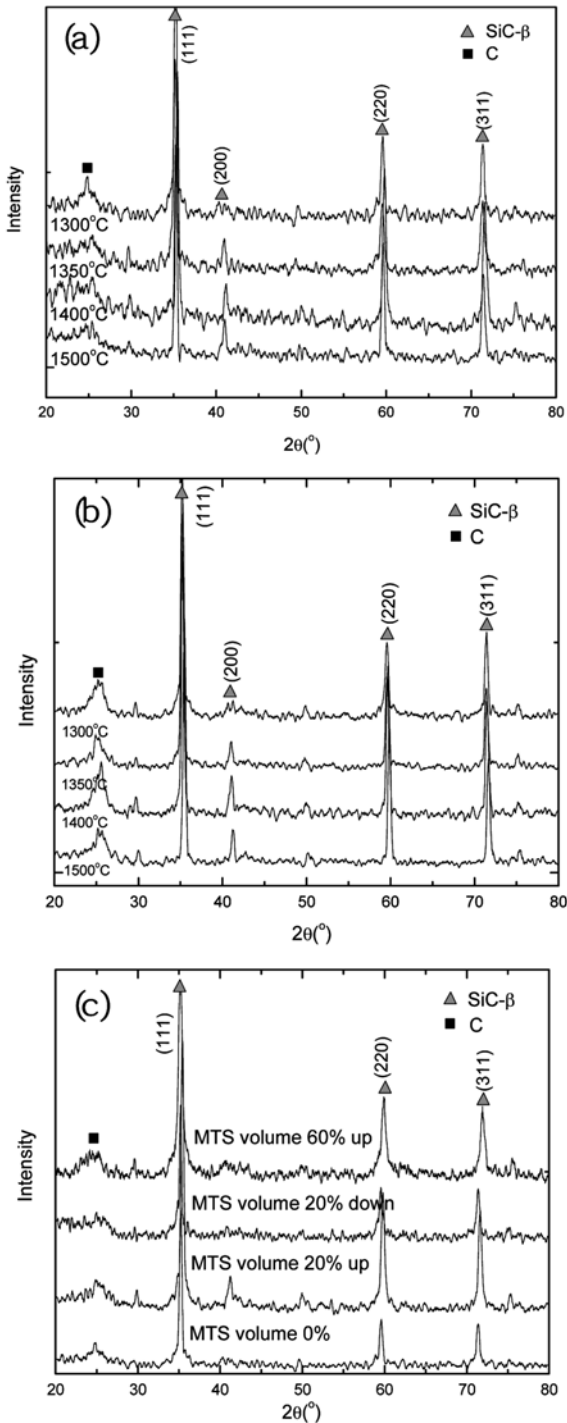 (a)
SiC-β
C
(111)
(200)
(220)
(311)
Intensity
1300°C
1350°C
1400°C
1500°C
20 30 40 50 60 70 80
2θ(°)
(b)
SiC-β
C
(111)
(200)
(220)
(311)
Intensity
1300°C
1350°C
1400°C
1500°C
20 30 40 50 60 70 80
2θ(°)
(c)
SiC-β
C
(111)
(220)
(311)
Intensity
MTS volume 60% up
MTS volume 20% down
MTS volume 20% up
MTS volume 0%
20 30 40 50 60 70 80
2θ(°)